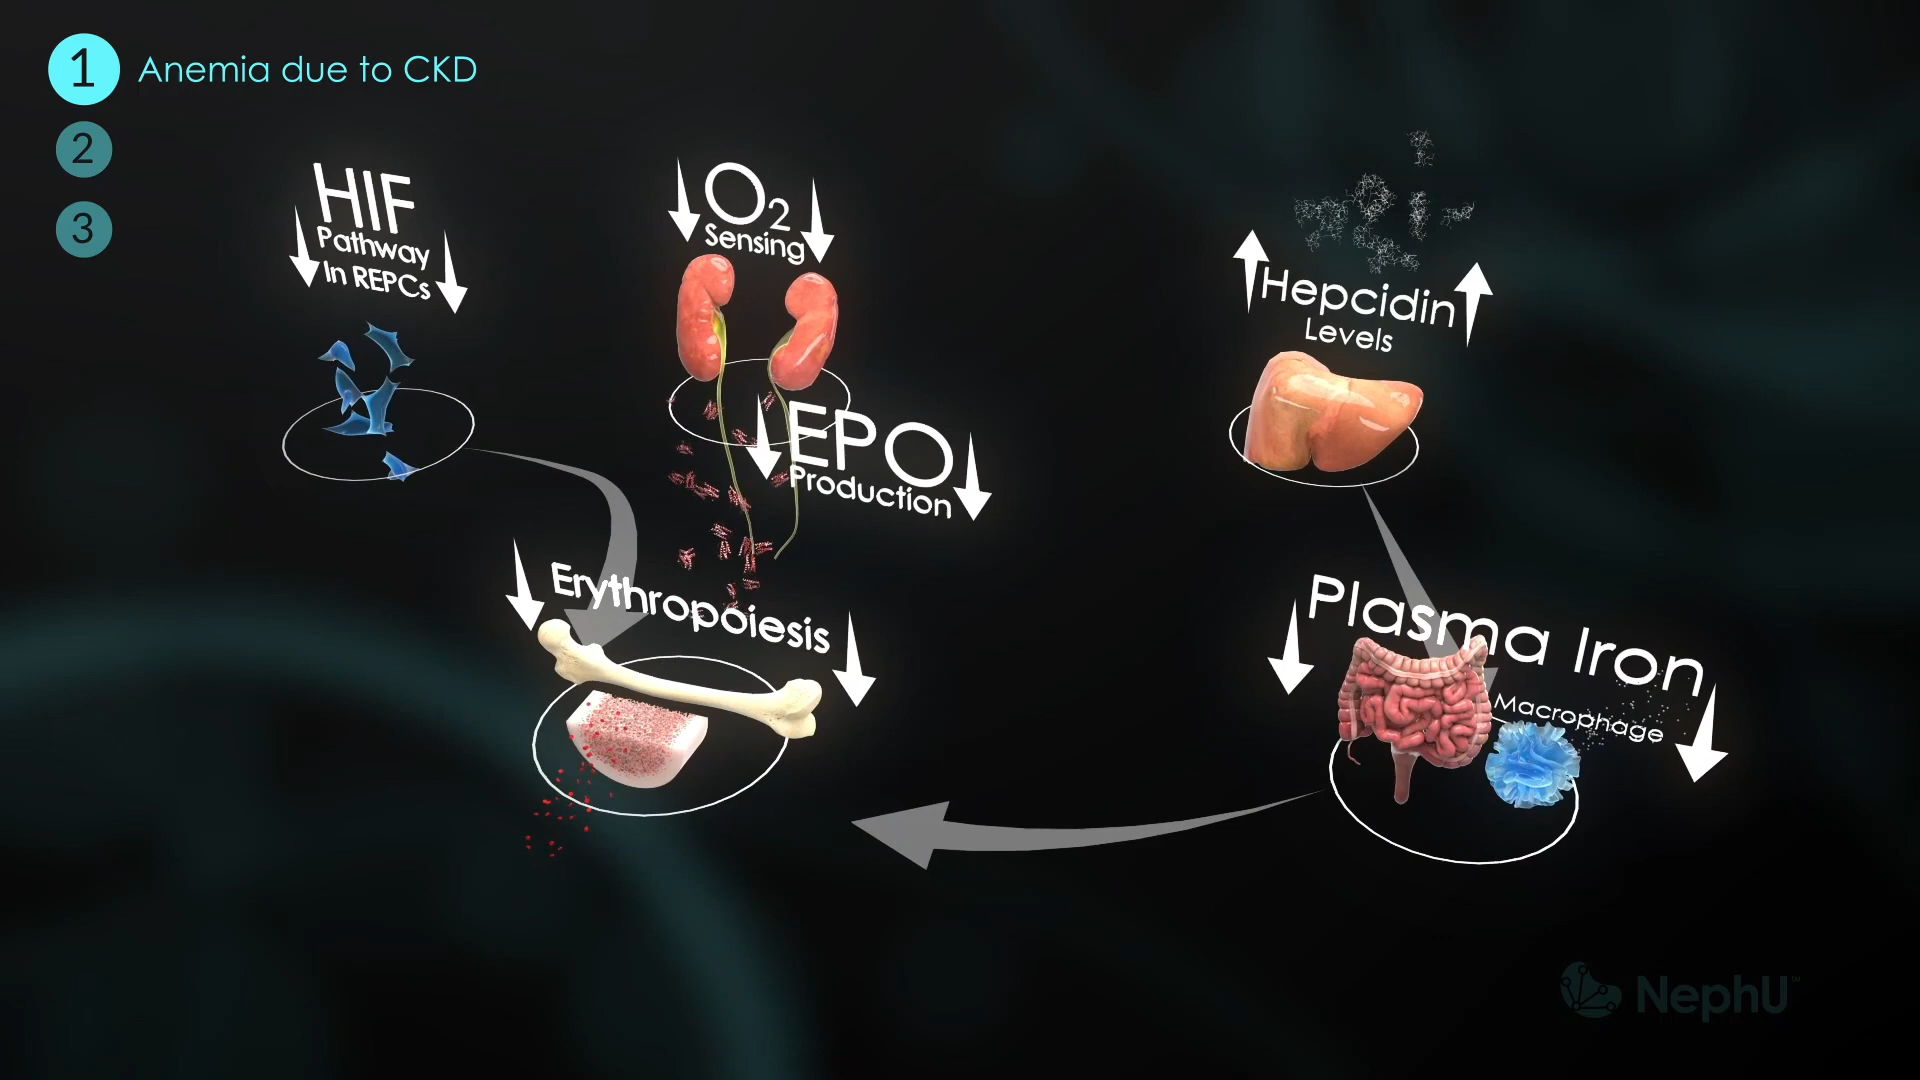 1 Anemia due to CKD
2
3
HIF
Pathway
In REPCs
O₂
Sensing
EPO
Production
Erythropoiesis
Hepcidin
Levels
Plasma Iron
Macrophage
NephU™